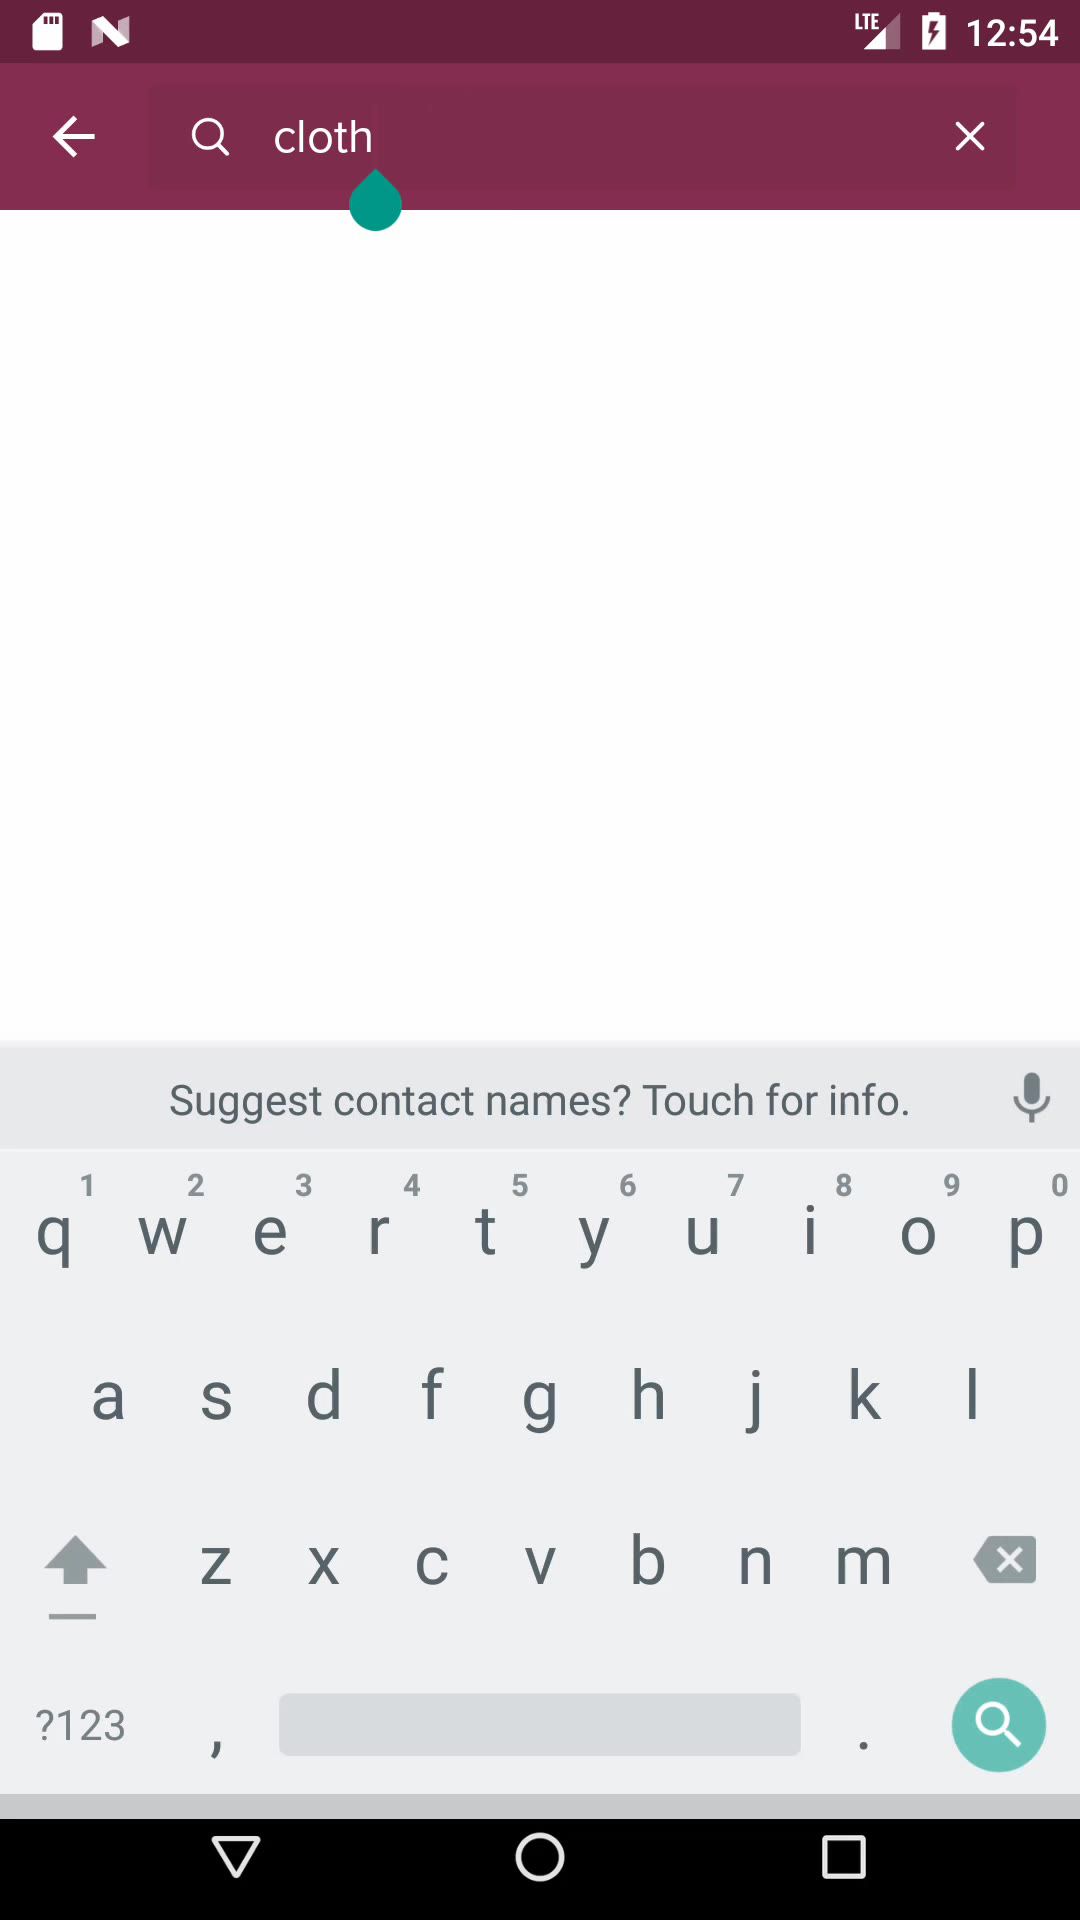 LTE 12:54
cloth
Suggest contact names? Touch for info.
1 2 3 4 5 6 7 8 9 0
q w e r t y u i o p
a s d f g h j k l
z x c v b n m
?123 , .